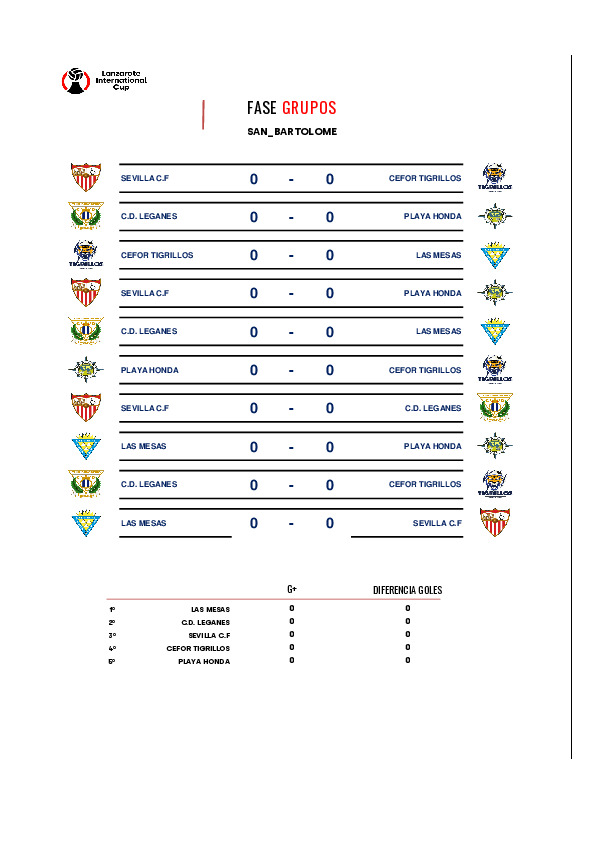 Lanzarote
International
Cup
FASE GRUPOS
SAN_BARTOLOME
SEVILLA C.F 0 - 0 CEFOR TIGRILLOS
C.D. LEGANES 0 - 0 PLAYA HONDA
CEFOR TIGRILLOS 0 - 0 LAS MESAS
SEVILLA C.F 0 - 0 PLAYA HONDA
C.D. LEGANES 0 - 0 LAS MESAS
PLAYA HONDA 0 - 0 CEFOR TIGRILLOS
SEVILLA C.F 0 - 0 C.D. LEGANES
LAS MESAS 0 - 0 PLAYA HONDA
C.D. LEGANES 0 - 0 CEFOR TIGRILLOS
LAS MESAS 0 - 0 SEVILLA C.F
G+ DIFERENCIA GOLES
1º LAS MESAS 0 0
2º C.D. LEGANES 0 0
3º SEVILLA C.F 0 0
4º CEFOR TIGRILLOS 0 0
5º PLAYA HONDA 0 0